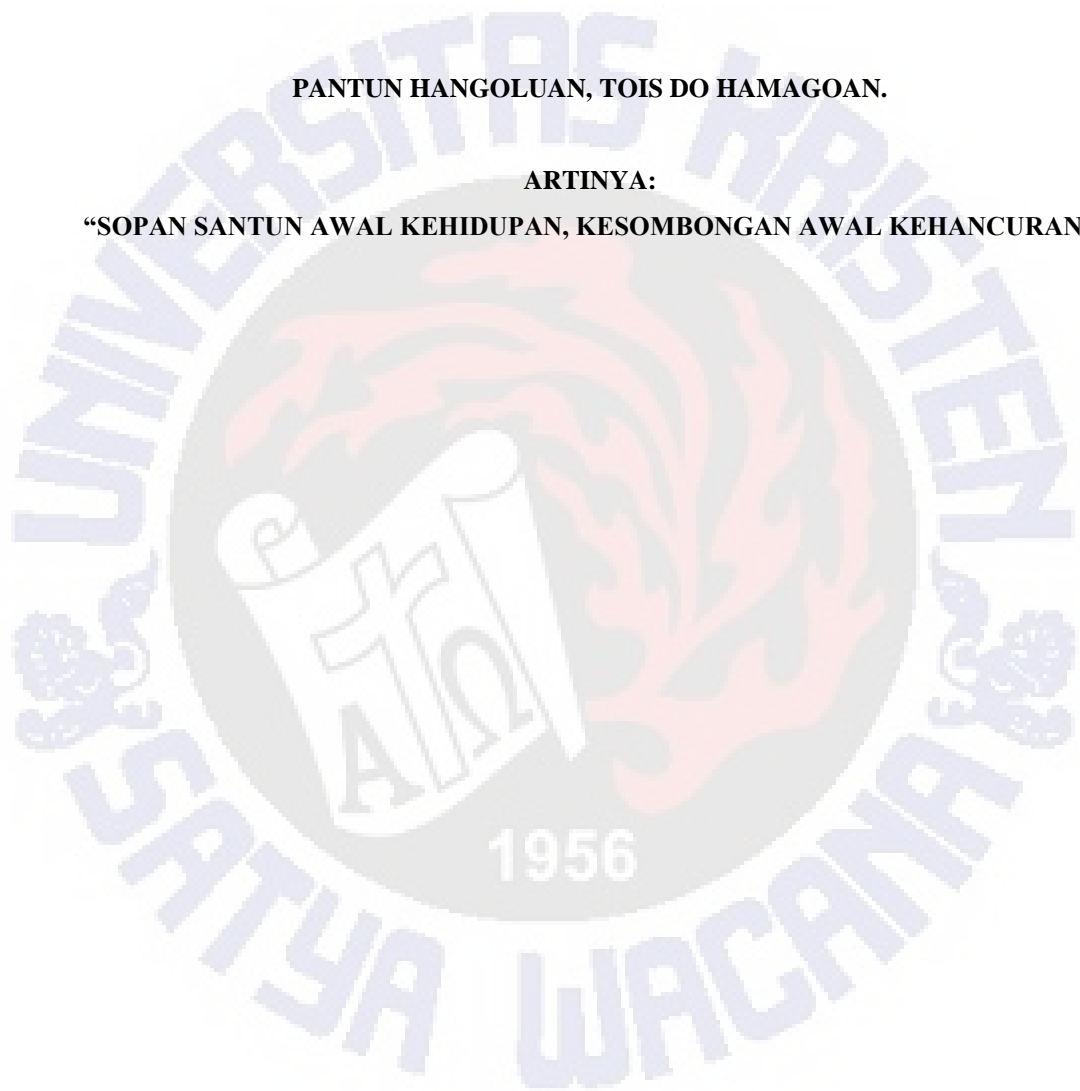 PANTUN HANGOLUAN, TOIS DO HAMAGOAN.
ARTINYA:
“SOPAN SANTUN AWAL KEHIDUPAN, KESOMBONGAN AWAL KEHANCURAN
UNIVERSITAS KRISTEN
SATYA WACANA
Α Ω
1956